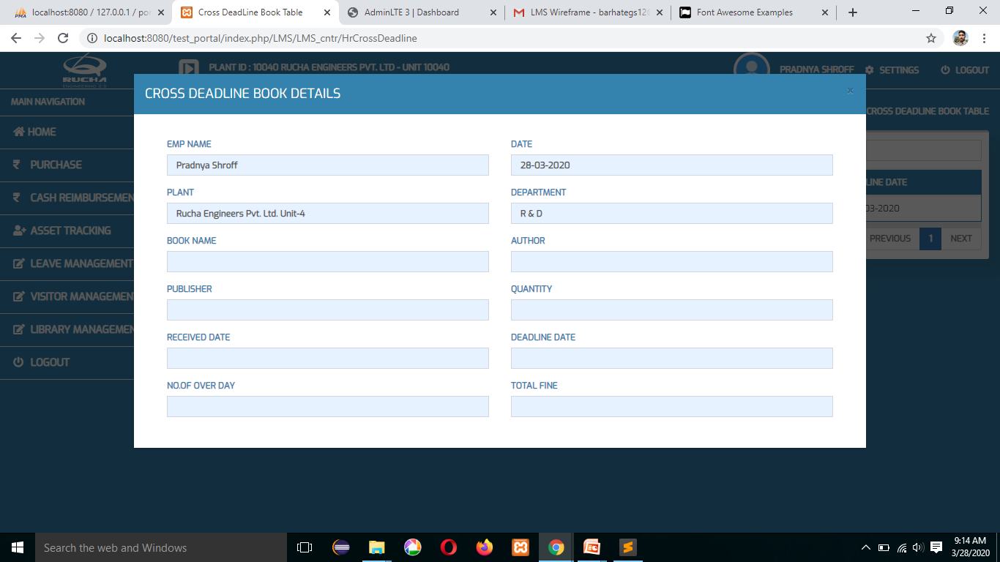 localhost:8080 / 127.0.0.1 / por
Cross DeadLine Book Table
AdminLTE 3 | Dashboard
LMS Wireframe - barhategs126
Font Awesome Examples
localhost:8080/test_portal/index.php/LMS/LMS_cntr/HrCrossDeadline
RUCHA
ENGINEERING 2.0
PLANT ID : 10040 RUCHA ENGINEERS PVT. LTD - UNIT 10040
PRADNYA SHROFF
SETTINGS
LOGOUT
MAIN NAVIGATION
HOME
PURCHASE
CASH REIMBURSEMEN
ASSET TRACKING
LEAVE MANAGEMENT
VISITOR MANAGEMEN
LIBRARY MANAGEMEN
LOGOUT
CROSS DEADLINE BOOK DETAILS
x
EMP NAME
Pradnya Shroff
DATE
28-03-2020
PLANT
Rucha Engineers Pvt. Ltd. Unit-4
DEPARTMENT
R & D
BOOK NAME
AUTHOR
PUBLISHER
QUANTITY
RECEIVED DATE
DEADLINE DATE
NO.OF OVER DAY
TOTAL FINE
CROSS DEADLINE BOOK TABLE
LINE DATE
03-2020
PREVIOUS
1
NEXT
Search the web and Windows
9:14 AM
3/28/2020